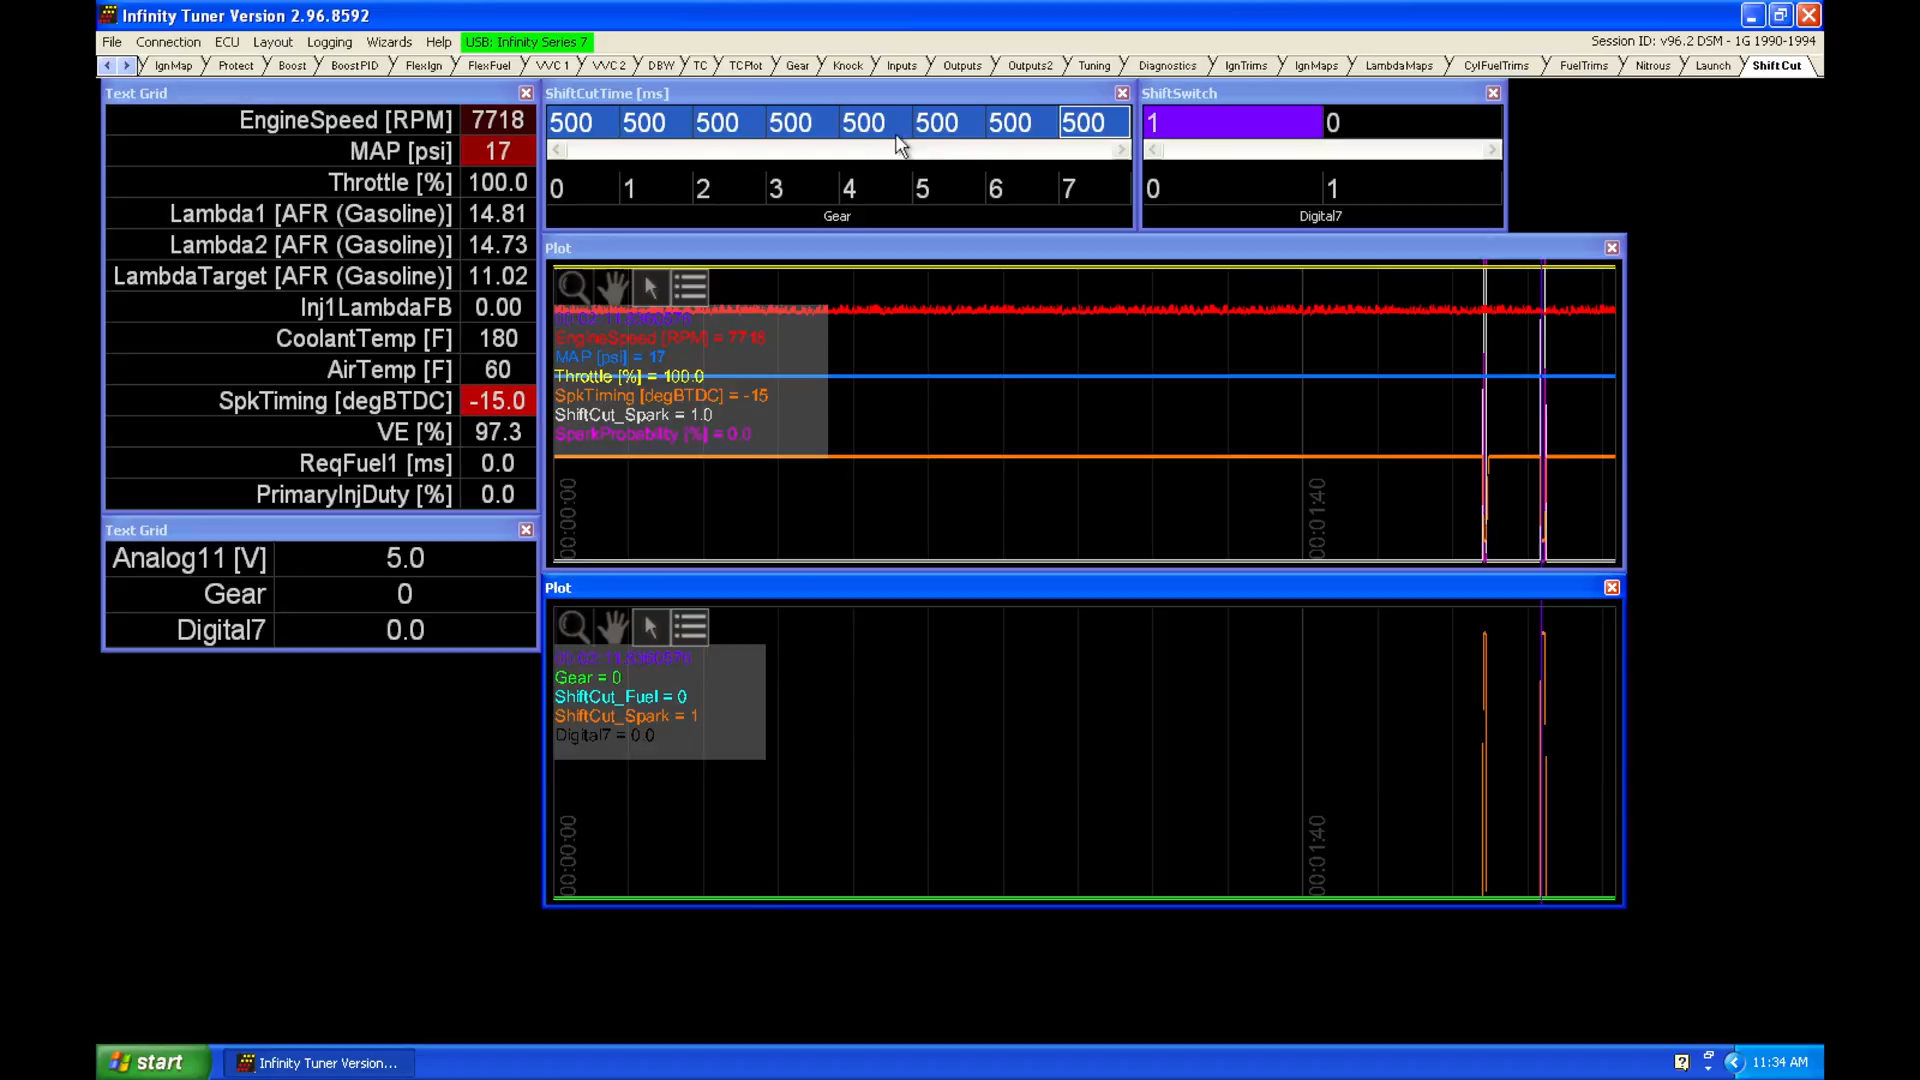 Infinity Tuner Version 2.96.8592
File Connection ECU Layout Logging Wizards Help USB: Infinity Series 7 Session ID: v96.2 DSM - 1G 1990-1994
IgnMap Protect Boost BoostPID FlexIgn FlexFuel VVC 1 VVC 2 DBW TC TCPlot Gear Knock Inputs Outputs Outputs2 Tuning Diagnostics IgnTrims IgnMaps LambdaMaps CylFuelTrims FuelTrims Nitrous Launch Shift Cut
Text Grid
EngineSpeed [RPM] 7718
MAP [psi] 17
Throttle [%] 100.0
Lambda1 [AFR (Gasoline)] 14.81
Lambda2 [AFR (Gasoline)] 14.73
LambdaTarget [AFR (Gasoline)] 11.02
Inj1LambdaFB 0.00
CoolantTemp [F] 180
AirTemp [F] 60
SpkTiming [degBTDC] -15.0
VE [%] 97.3
ReqFuel1 [ms] 0.0
PrimaryInjDuty [%] 0.0
Text Grid
Analog11 [V] 5.0
Gear 0
Digital7 0.0
ShiftCutTime [ms]
500 500 500 500 500 500 500 500
0 1 2 3 4 5 6 7
Gear
ShiftSwitch
1 0
0 1
Digital7
Plot
EngineSpeed [RPM] = 7718
MAP [psi] = 17
Throttle [%] = 100.0
SpkTiming [degBTDC] = -15
ShiftCut_Spark = 1.0
SparkProbability [%] = 0.0
00:00:00
00:01:40
Plot
Gear = 0
ShiftCut_Fuel = 0
ShiftCut_Spark = 1
Digital7 = 0.0
00:00:00
00:01:40
start
Infinity Tuner Version...
11:34 AM